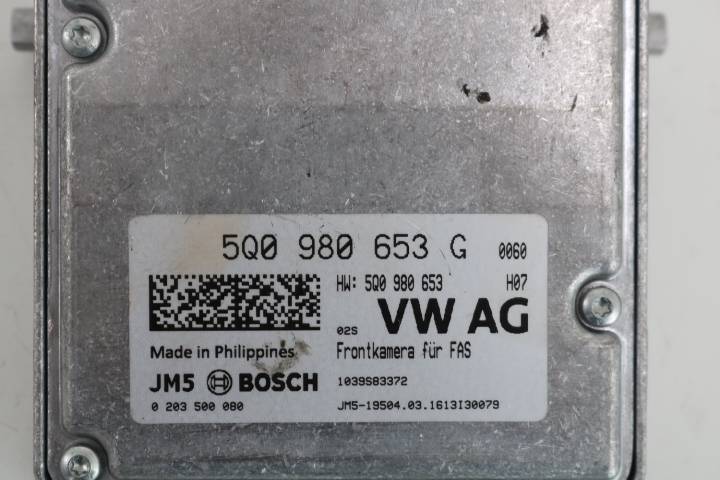 5Q0 980 653 G 0060
HW: 5Q0 980 653 H07
02S VW AG
Made in Philippines Frontkamera für FAS
JM5 BOSCH 1039S83372
0 203 500 080 JM5-19504.03.1613I30079